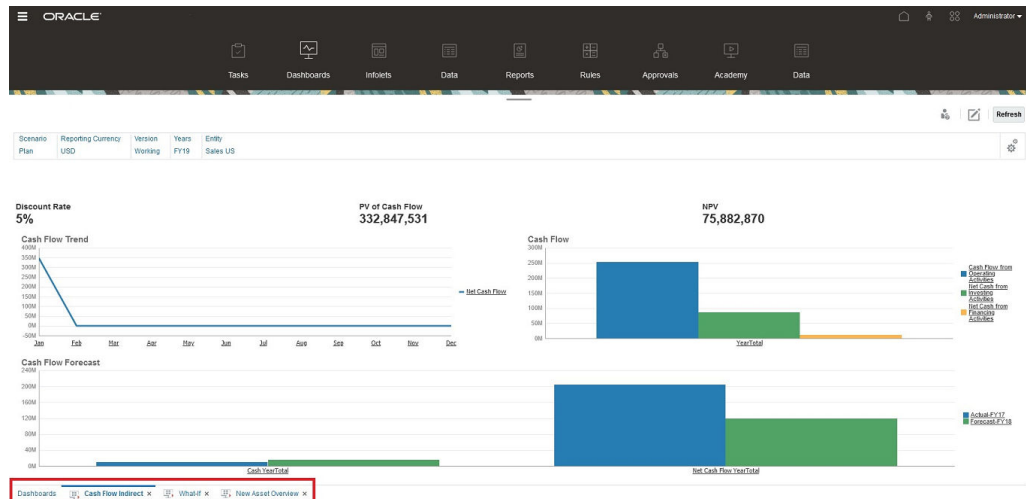 ORACLE
Administrator
Tasks Dashboards Infolets Data Reports Rules Approvals Academy Data
Refresh
Scenario Reporting Currency Version Years Entity
Plan USD Working FY19 Sales US
Discount Rate PV of Cash Flow NPV
5% 332,847,531 75,882,870
Cash Flow Trend
400M
350M
300M
250M
200M
150M
100M
50M
0M
-50M
Jan Feb Mar Apr May Jun Jul Aug Sep Oct Nov Dec
Net Cash Flow
Cash Flow
300M
250M
200M
150M
100M
50M
0M
YearTotal
Cash Flow from
Operating
Activities
Net Cash from
Investing
Activities
Net Cash from
Financing
Activities
Cash Flow Forecast
240M
200M
160M
120M
80M
40M
0M
Cash YearTotal Net Cash Flow YearTotal
Actual-FY17
Forecast-FY18
Dashboards Cash Flow Indirect × What-If × New Asset Overview ×